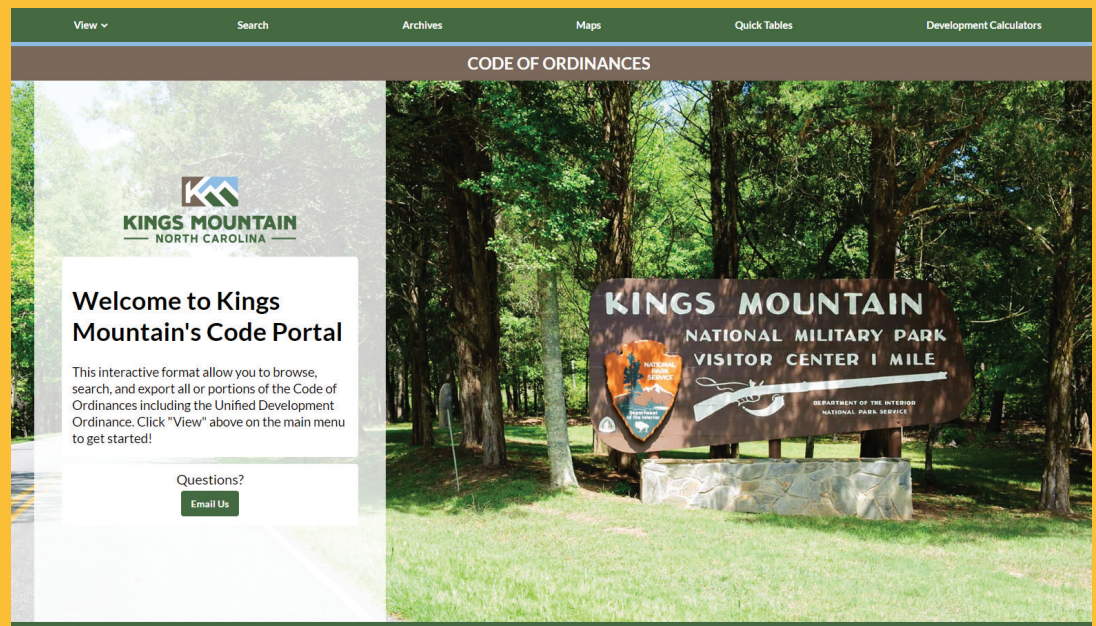 View
Search
Archives
Maps
Quick Tables
Development Calculators
CODE OF ORDINANCES
KINGS MOUNTAIN
NORTH CAROLINA
Welcome to Kings
Mountain's Code Portal
This interactive format allow you to browse,
search, and export all or portions of the Code of
Ordinances including the Unified Development
Ordinance. Click "View" above on the main menu
to get started!
Questions?
Email Us
KINGS MOUNTAIN
NATIONAL MILITARY PARK
VISITOR CENTER 1 MILE
NATIONAL
PARK
SERVICE
Department
of the Interior
DEPARTMENT OF THE INTERIOR
NATIONAL PARK SERVICE